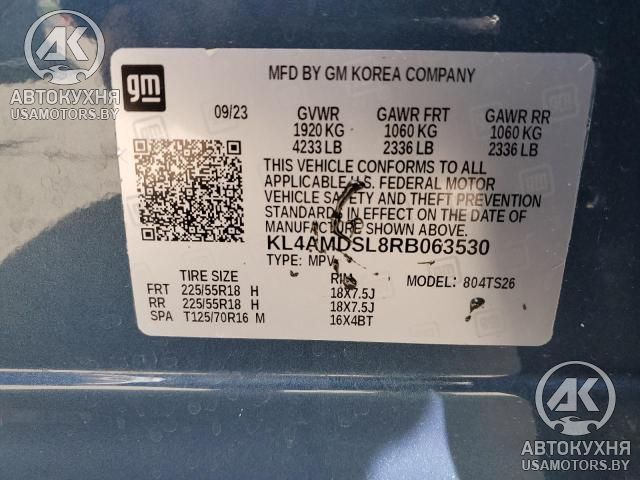 AK
АВТОКУХНЯ
USAMOTORS.BY
gm
MFD BY GM KOREA COMPANY
09/23 GVWR GAWR FRT GAWR RR
1920 KG 1060 KG 1060 KG
4233 LB 2336 LB 2336 LB
THIS VEHICLE CONFORMS TO ALL
APPLICABLE U.S. FEDERAL MOTOR
VEHICLE SAFETY AND THEFT PREVENTION
STANDARDS IN EFFECT ON THE DATE OF
MANUFACTURE SHOWN ABOVE.
KL4AMDSL8RB063530
TYPE: MPV MODEL: 804TS26
TIRE SIZE RIM
FRT 225/55R18 H 18X7.5J
RR 225/55R18 H 18X7.5J
SPA T125/70R16 M 16X4BT
AK
АВТОКУХНЯ
USAMOTORS.BY